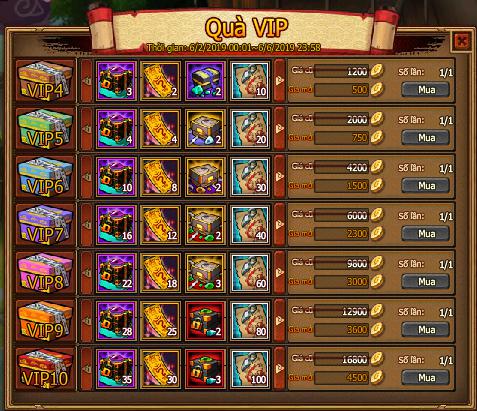 Quà VIP
Thời gian: 6/2/2019 00:01~6/6/2019 23:58
VIP4 3 2 2 10 Giá cũ 1200 Số lần: 1/1
Giá mới 500 Mua
VIP5 4 4 2 20 Giá cũ 2000 Số lần: 1/1
Giá mới 750 Mua
VIP6 10 8 2 30 Giá cũ 4200 Số lần: 1/1
Giá mới 1500 Mua
VIP7 16 12 2 40 Giá cũ 6000 Số lần: 1/1
Giá mới 2300 Mua
VIP8 22 18 3 60 Giá cũ 9800 Số lần: 1/1
Giá mới 3000 Mua
VIP9 28 25 2 80 Giá cũ 12900 Số lần: 1/1
Giá mới 3600 Mua
VIP10 35 30 3 100 Giá cũ 16800 Số lần: 1/1
Giá mới 4500 Mua